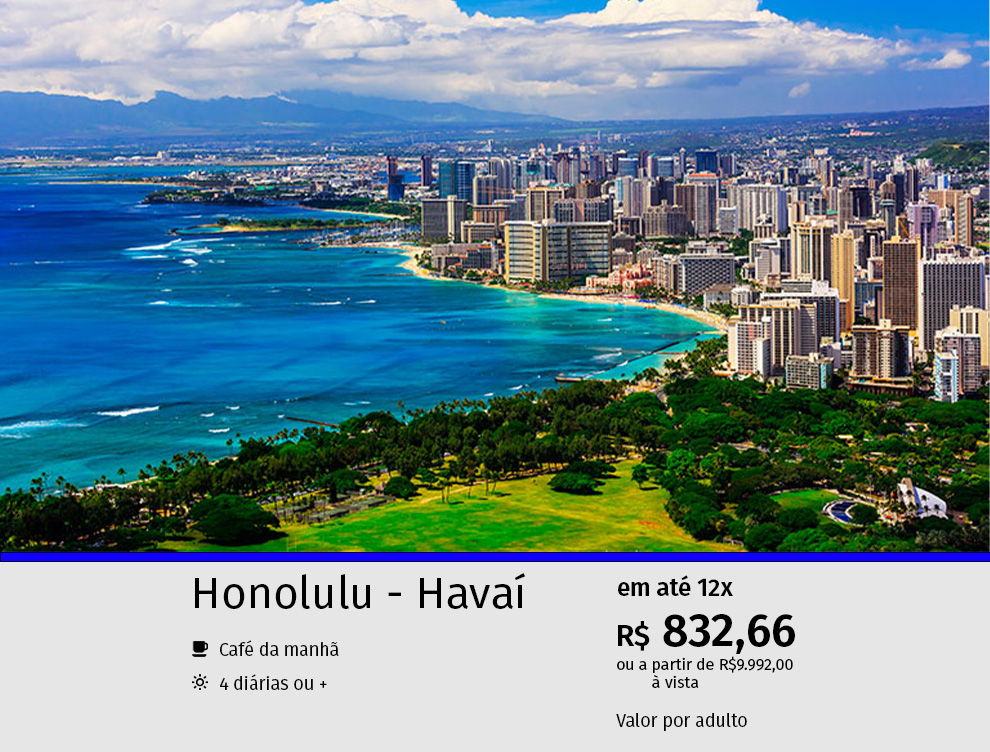 Honolulu - Havaí
Café da manhã
4 diárias ou +
em até 12x
R$ 832,66
ou a partir de R$9.992,00
à vista
Valor por adulto